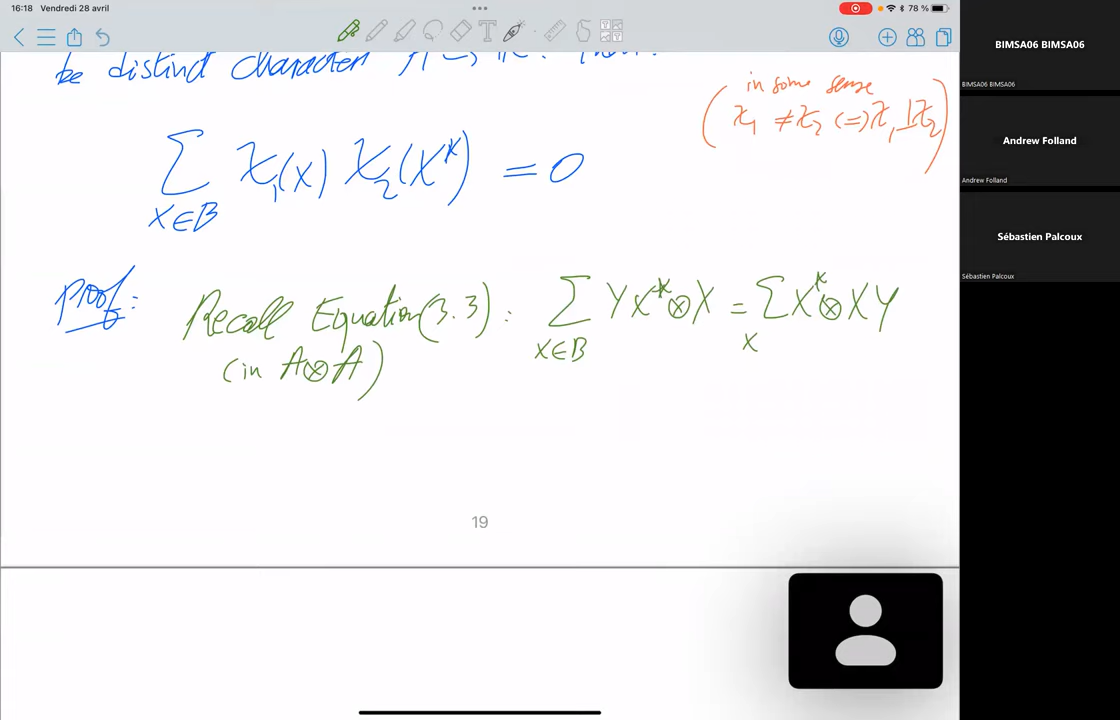 16:18 Vendredi 28 avril
78 %
be distinct characters
(in some sense
χ₁ ≠ χ₂ (=) χ₁ ⊥ χ₂)
∑ χ₁(X) χ₂(X*) = 0
X∈B
Proof: Recall Equation (3.3) : ∑ YX*⊗X = ∑ X*⊗XY
X∈B X
(in A⊗A)
19
BIMSA06 BIMSA06
BIMSA06 BIMSA06
Andrew Folland
Andrew Folland
Sébastien Palcoux
Sébastien Palcoux
T